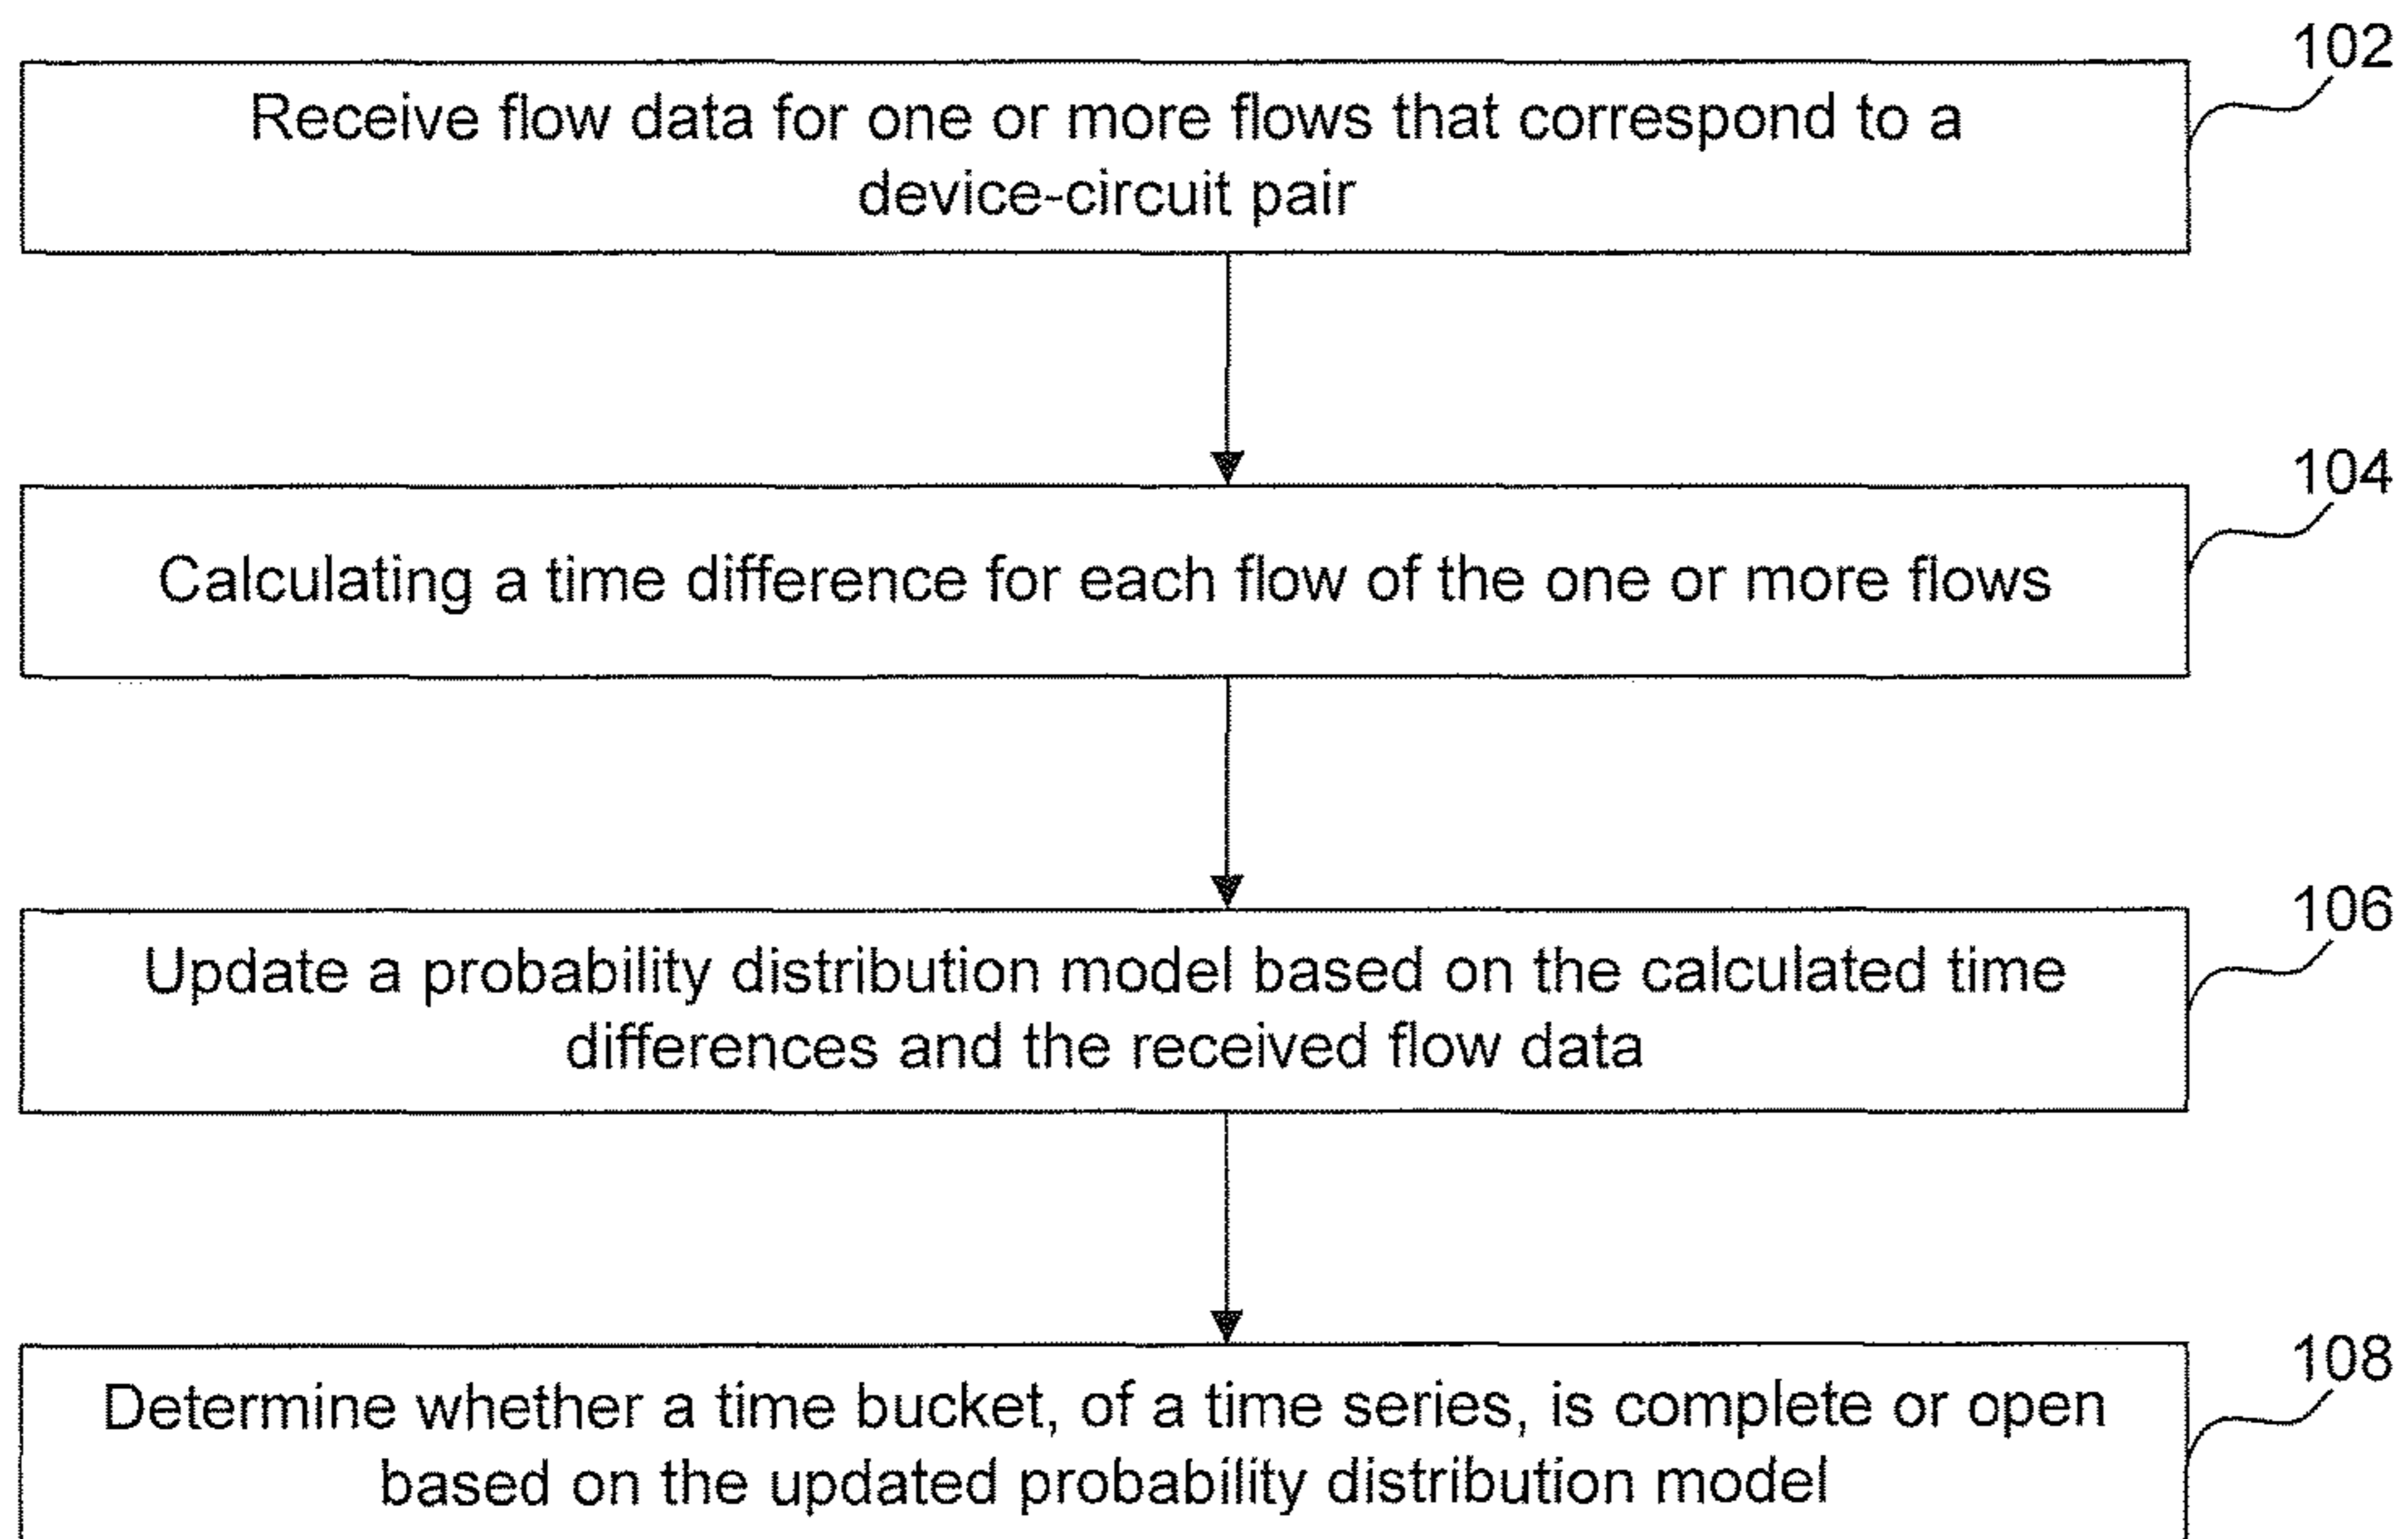 102
Receive flow data for one or more flows that correspond to a
device-circuit pair
104
Calculating a time difference for each flow of the one or more flows
106
Update a probability distribution model based on the calculated time
differences and the received flow data
108
Determine whether a time bucket, of a time series, is complete or open
based on the updated probability distribution model